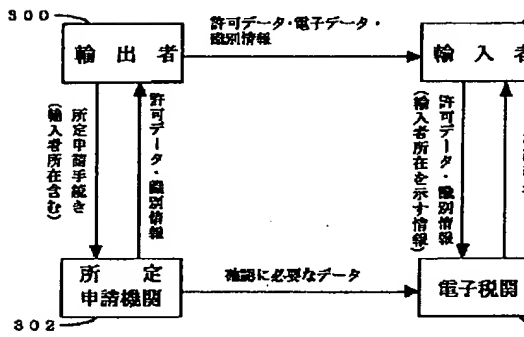 300
許可データ・電子データ・
識別情報
輸出者
輸入者
所定申請手続き
(輸入者所在含む)
許可データ・識別情報
許可データ・識別情報
(輸入者所在を示す情報)
所定
申請機関
確認に必要なデータ
電子税関
302